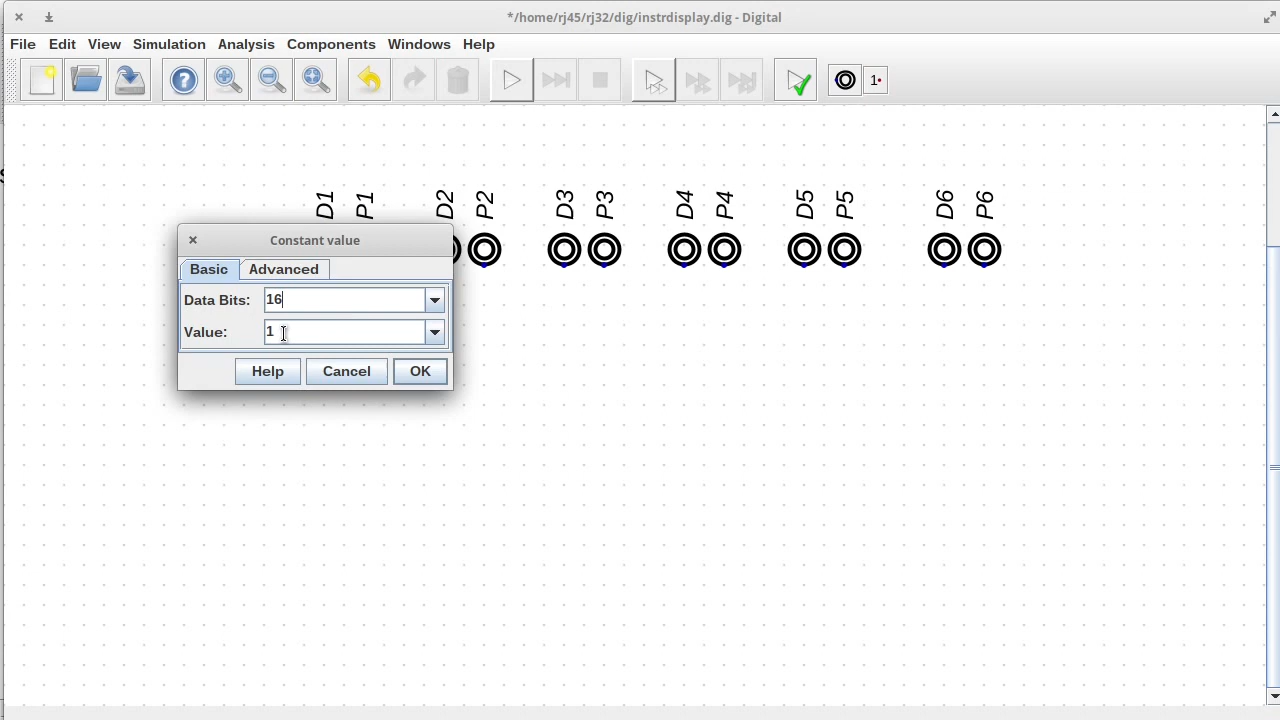 */home/rj45/rj32/dig/instrdisplay.dig - Digital
File Edit View Simulation Analysis Components Windows Help
1
D1 P1 D2 P2 D3 P3 D4 P4 D5 P5 D6 P6
Constant value
Basic Advanced
Data Bits: 16
Value: 1
Help Cancel OK